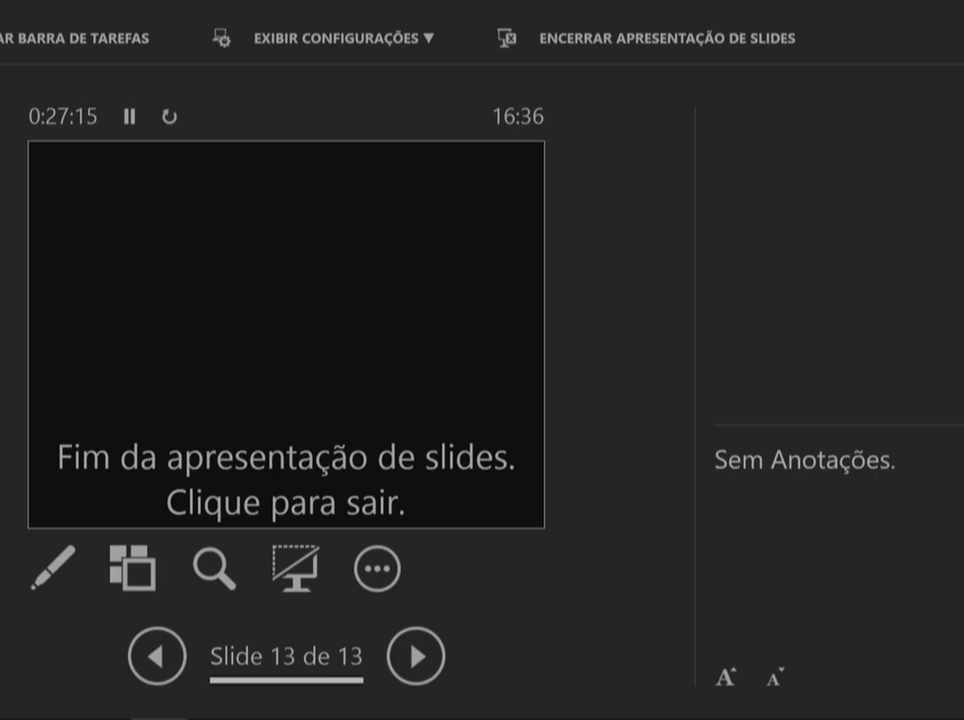 AR BARRA DE TAREFAS
EXIBIR CONFIGURAÇÕES ▼
ENCERRAR APRESENTAÇÃO DE SLIDES
0:27:15
16:36
Fim da apresentação de slides.
Clique para sair.
Sem Anotações.
Slide 13 de 13
A A